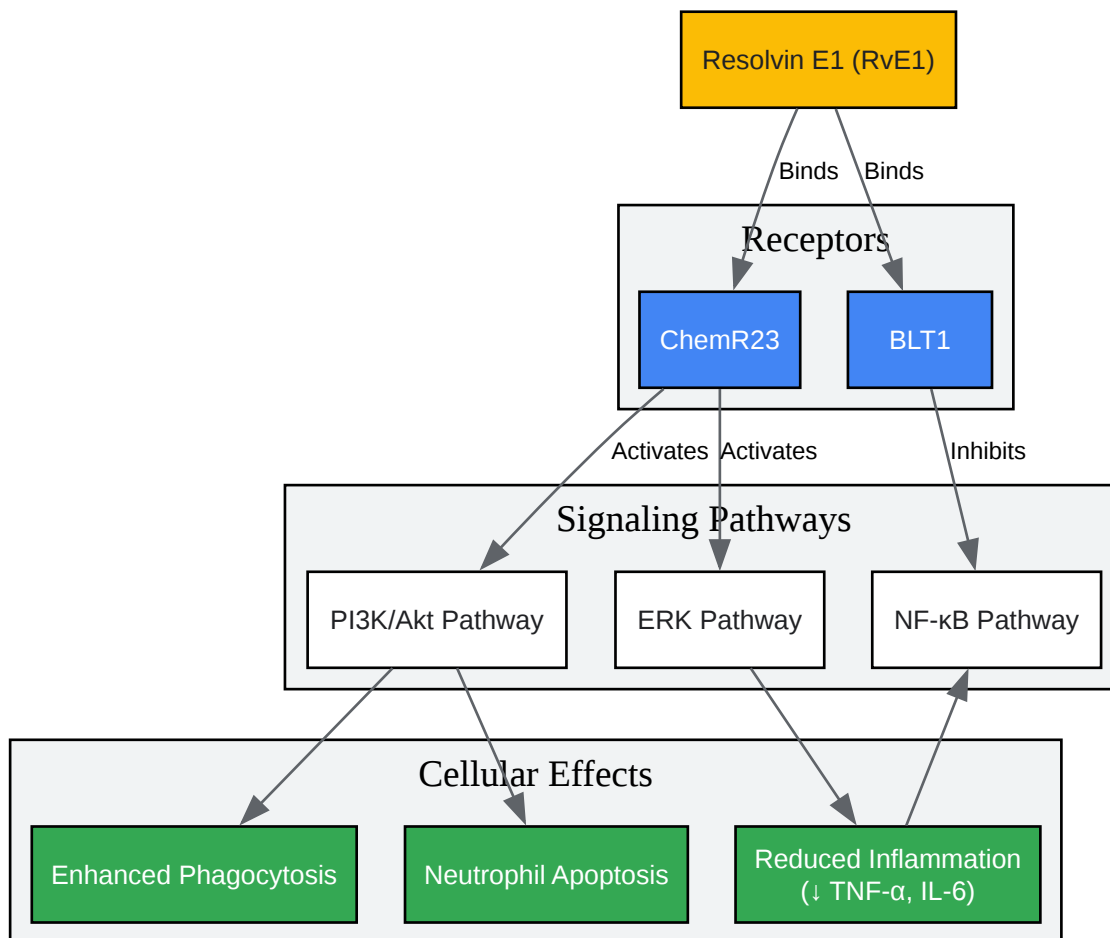 Resolvin E1 (RvE1)
Binds
Binds
Receptors
ChemR23
BLT1
Activates
Activates
Inhibits
Signaling Pathways
PI3K/Akt Pathway
ERK Pathway
NF-κB Pathway
Cellular Effects
Enhanced Phagocytosis
Neutrophil Apoptosis
Reduced Inflammation
(↓ TNF-α, IL-6)